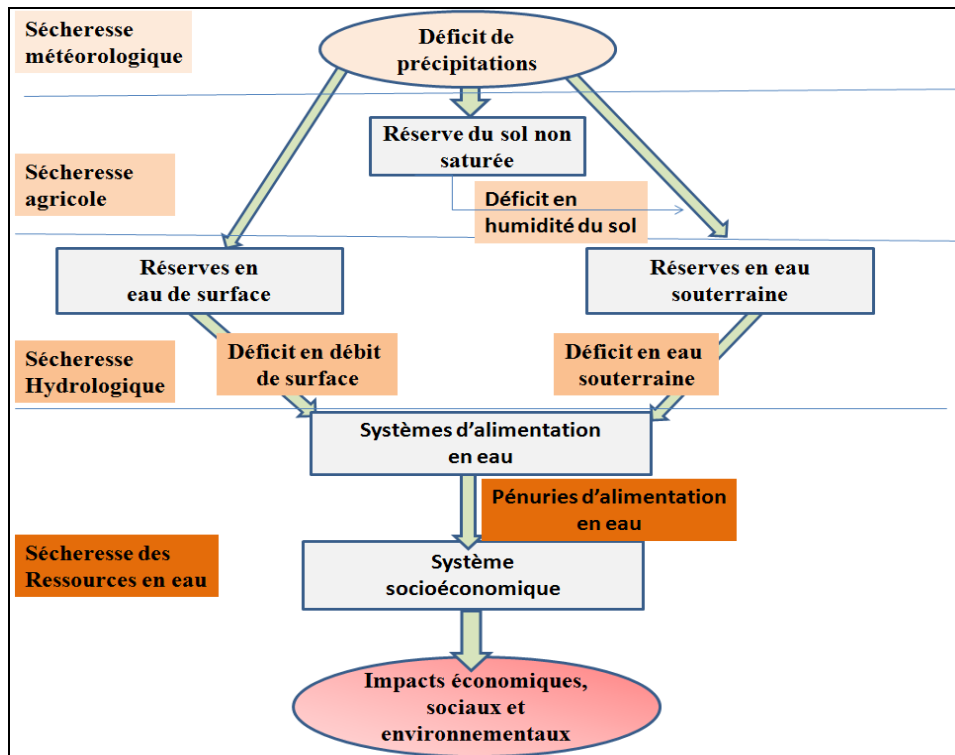 Sécheresse
météorologique
Déficit de
précipitations
Réserve du sol non
saturée
Sécheresse
agricole
Déficit en
humidité du sol
Réserves en
eau de surface
Réserves en eau
souterraine
Sécheresse
Hydrologique
Déficit en débit
de surface
Déficit en eau
souterraine
Systèmes d’alimentation
en eau
Pénuries d’alimentation
en eau
Sécheresse des
Ressources en eau
Système
socioéconomique
Impacts économiques,
sociaux et
environnementaux